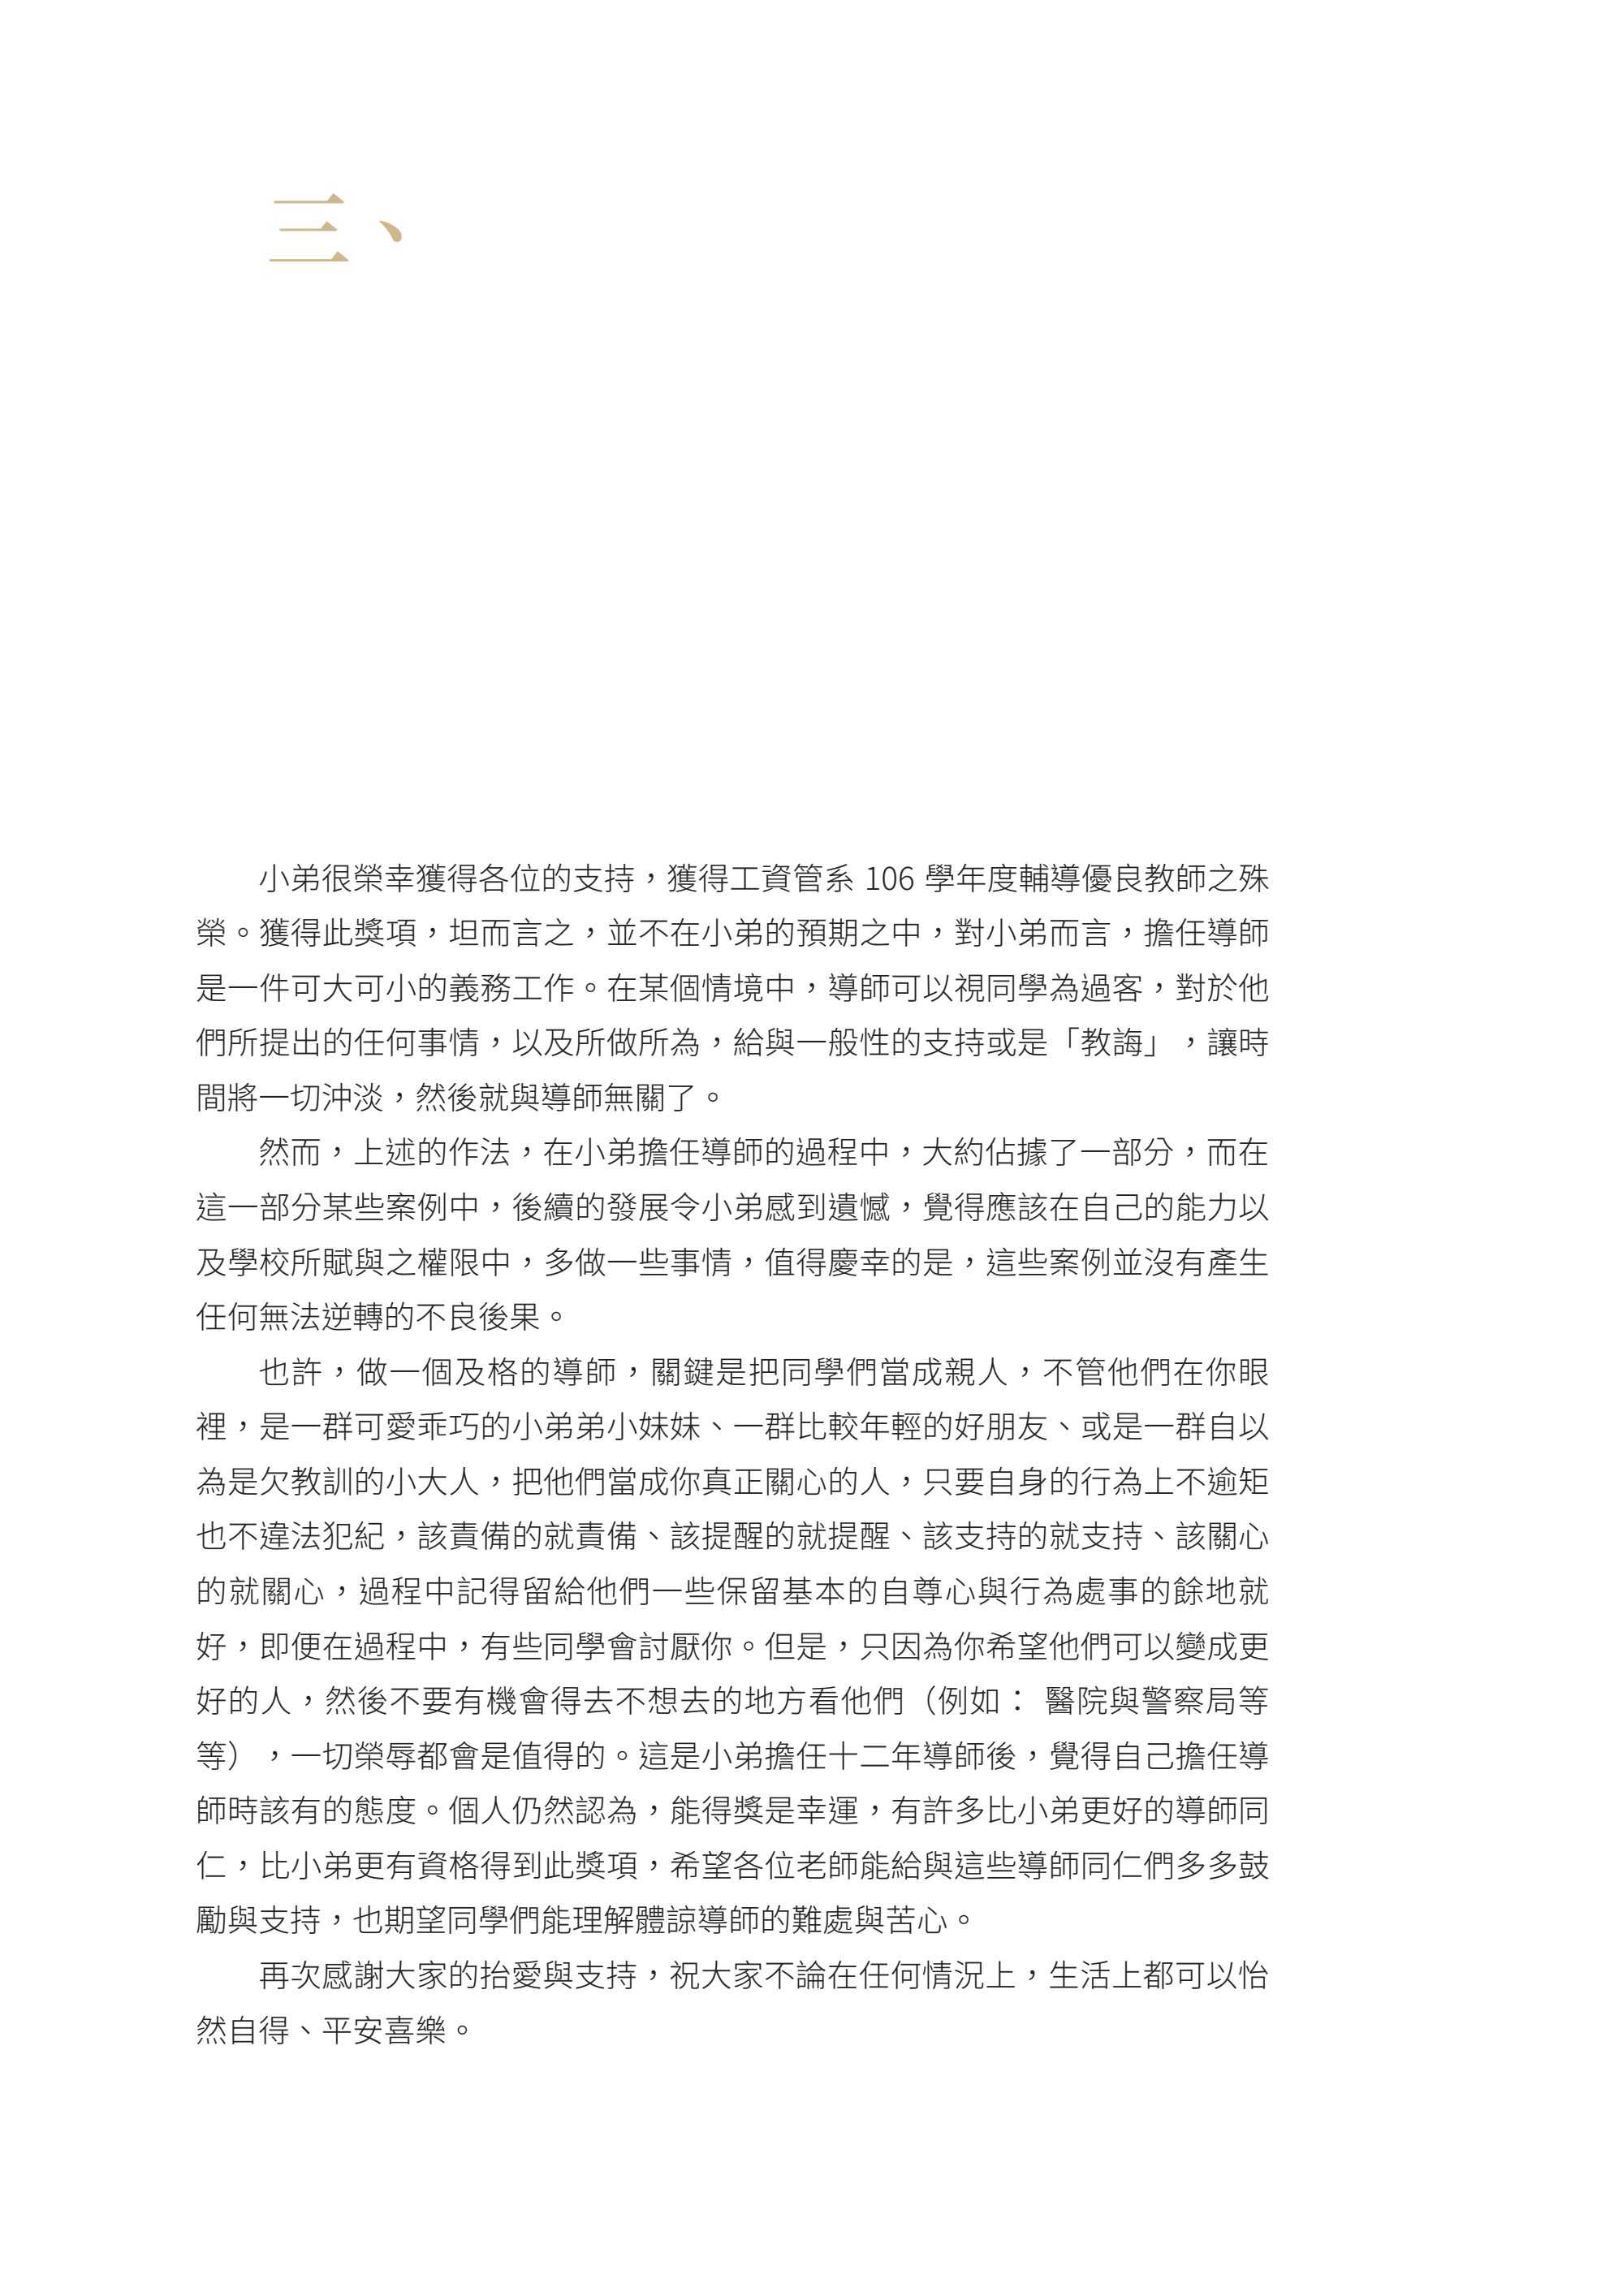 三、
小弟很榮幸獲得各位的支持，獲得工資管系 106 學年度輔導優良教師之殊
榮。獲得此獎項，坦而言之，並不在小弟的預期之中，對小弟而言，擔任導師
是一件可大可小的義務工作。在某個情境中，導師可以視同學為過客，對於他
們所提出的任何事情，以及所做所為，給與一般性的支持或是「教誨」，讓時
間將一切沖淡，然後就與導師無關了。
然而，上述的作法，在小弟擔任導師的過程中，大約佔據了一部分，而在
這一部分某些案例中，後續的發展令小弟感到遺憾，覺得應該在自己的能力以
及學校所賦與之權限中，多做一些事情，值得慶幸的是，這些案例並沒有產生
任何無法逆轉的不良後果。
也許，做一個及格的導師，關鍵是把同學們當成親人，不管他們在你眼
裡，是一群可愛乖巧的小弟弟小妹妹、一群比較年輕的好朋友、或是一群自以
為是欠教訓的小大人，把他們當成你真正關心的人，只要自身的行為上不逾矩
也不違法犯紀，該責備的就責備、該提醒的就提醒、該支持的就支持、該關心
的就關心，過程中記得留給他們一些保留基本的自尊心與行為處事的餘地就
好，即便在過程中，有些同學會討厭你。但是，只因為你希望他們可以變成更
好的人，然後不要有機會得去不想去的地方看他們（例如： 醫院與警察局等
等），一切榮辱都會是值得的。這是小弟擔任十二年導師後，覺得自己擔任導
師時該有的態度。個人仍然認為，能得獎是幸運，有許多比小弟更好的導師同
仁，比小弟更有資格得到此獎項，希望各位老師能給與這些導師同仁們多多鼓
勵與支持，也期望同學們能理解體諒導師的難處與苦心。
再次感謝大家的抬愛與支持，祝大家不論在任何情況上，生活上都可以怡
然自得、平安喜樂。